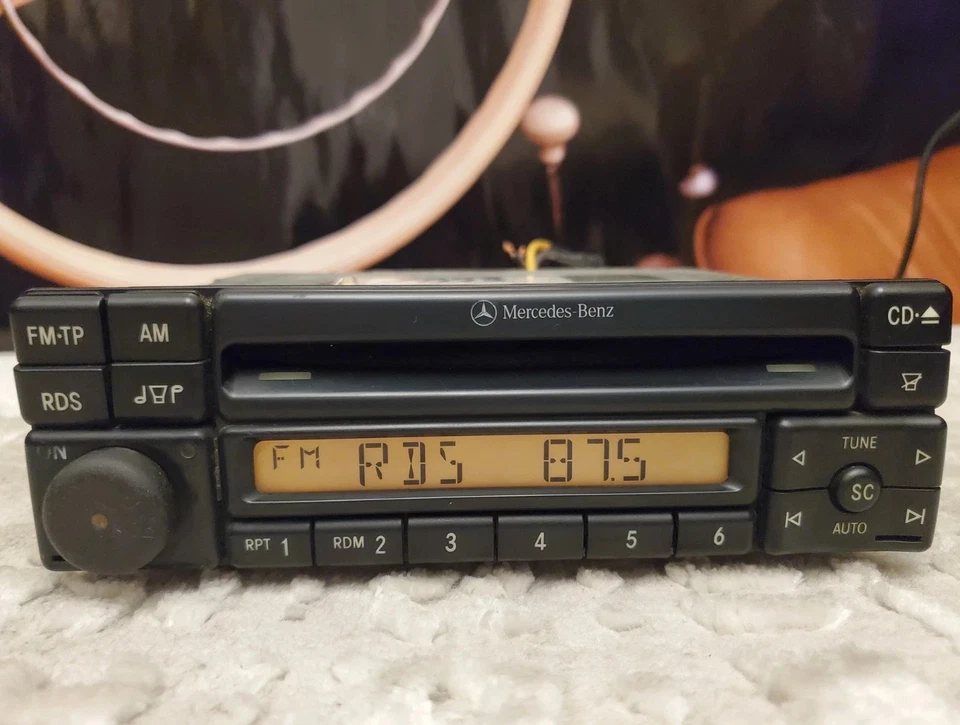 Mercedes-Benz
FM·TP
AM
CD·
RDS
ON
FM RDS 87.5
TUNE
SC
AUTO
RPT 1
RDM 2
3
4
5
6